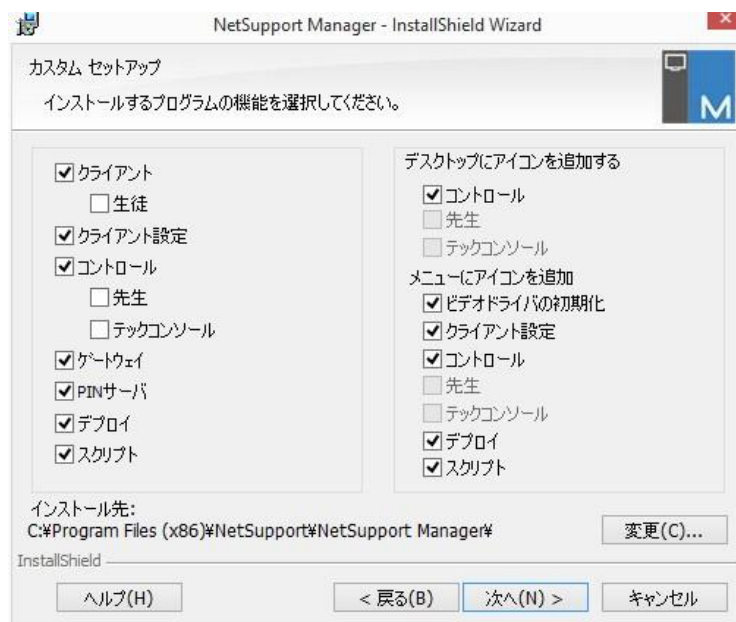 NetSupport Manager - InstallShield Wizard
カスタム セットアップ
インストールするプログラムの機能を選択してください。
M
クライアント
生徒
クライアント設定
コントロール
先生
テックコンソール
ゲートウェイ
PINサーバ
デプロイ
スクリプト
デスクトップにアイコンを追加する
コントロール
先生
テックコンソール
メニューにアイコンを追加
ビデオドライバの初期化
クライアント設定
コントロール
先生
テックコンソール
デプロイ
スクリプト
インストール先:
C:¥Program Files (x86)¥NetSupport¥NetSupport Manager¥
変更(C)...
InstallShield
ヘルプ(H)
< 戻る(B)
次へ(N) >
キャンセル